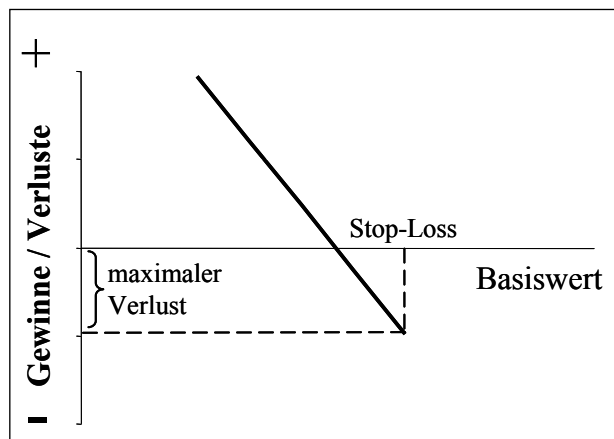 +
Gewinne / Verluste
-
Stop-Loss
Basiswert
maximaler
Verlust